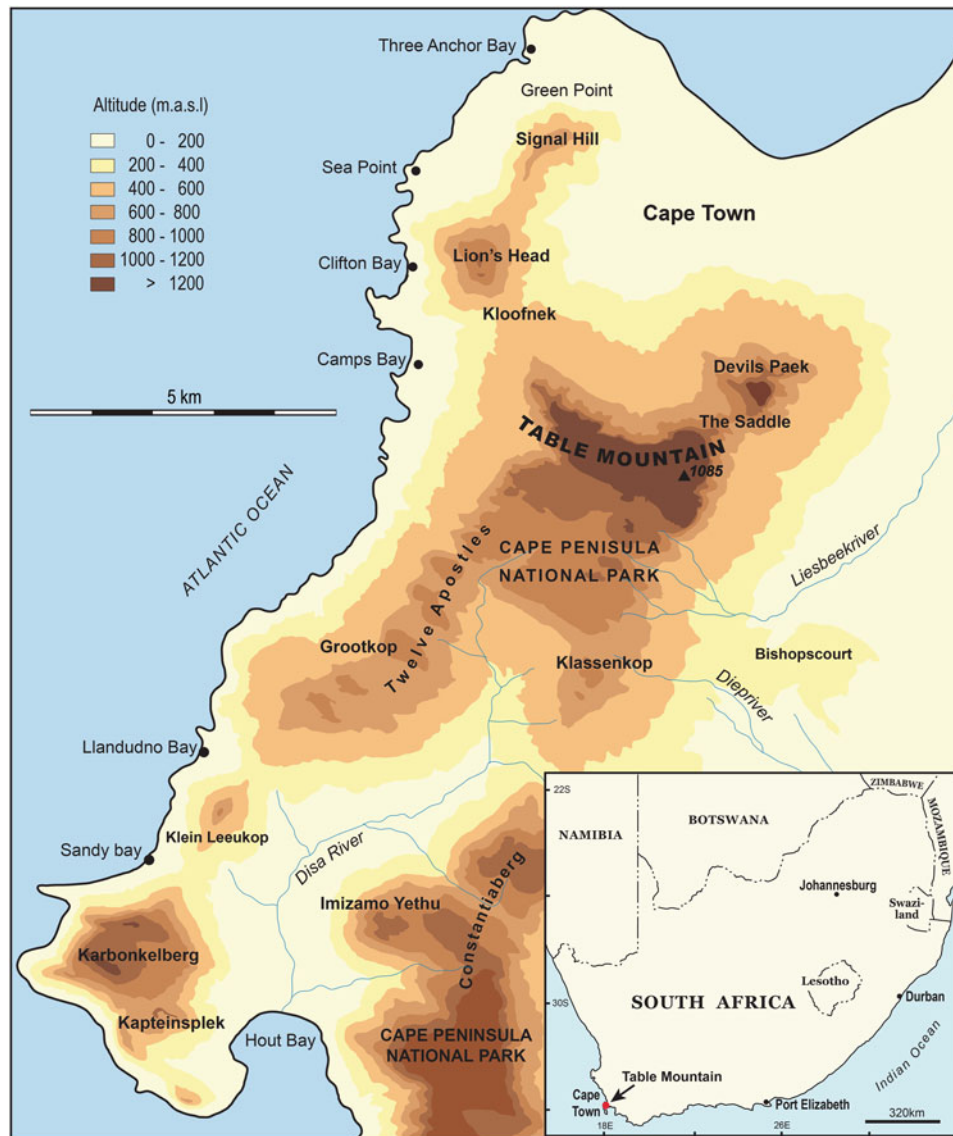 Three Anchor Bay
Green Point
Altitude (m.a.s.l)
0 - 200
200 - 400
400 - 600
600 - 800
800 - 1000
1000 - 1200
> 1200
Signal Hill
Sea Point
Cape Town
Lion's Head
Clifton Bay
Kloofnek
Camps Bay
Devils Paek
5 km
The Saddle
TABLE MOUNTAIN
1085
ATLANTIC OCEAN
CAPE PENISULA
NATIONAL PARK
Liesbeekriver
Twelve Apostles
Grootkop
Klassenkop
Bishopscourt
Diepriver
Llandudno Bay
Klein Leeukop
Sandy bay
Disa River
Imizamo Yethu
Constantiaberg
Karbonkelberg
Kapteinsplek
Hout Bay
CAPE PENINSULA
NATIONAL PARK
22S
ZIMBABWE
NAMIBIA
BOTSWANA
MOZAMBIQUE
Johannesburg
Swazi-
land
Lesotho
30S
SOUTH AFRICA
Durban
Indian Ocean
Table Mountain
Cape
Town
Port Elizabeth
18E
26E
320km